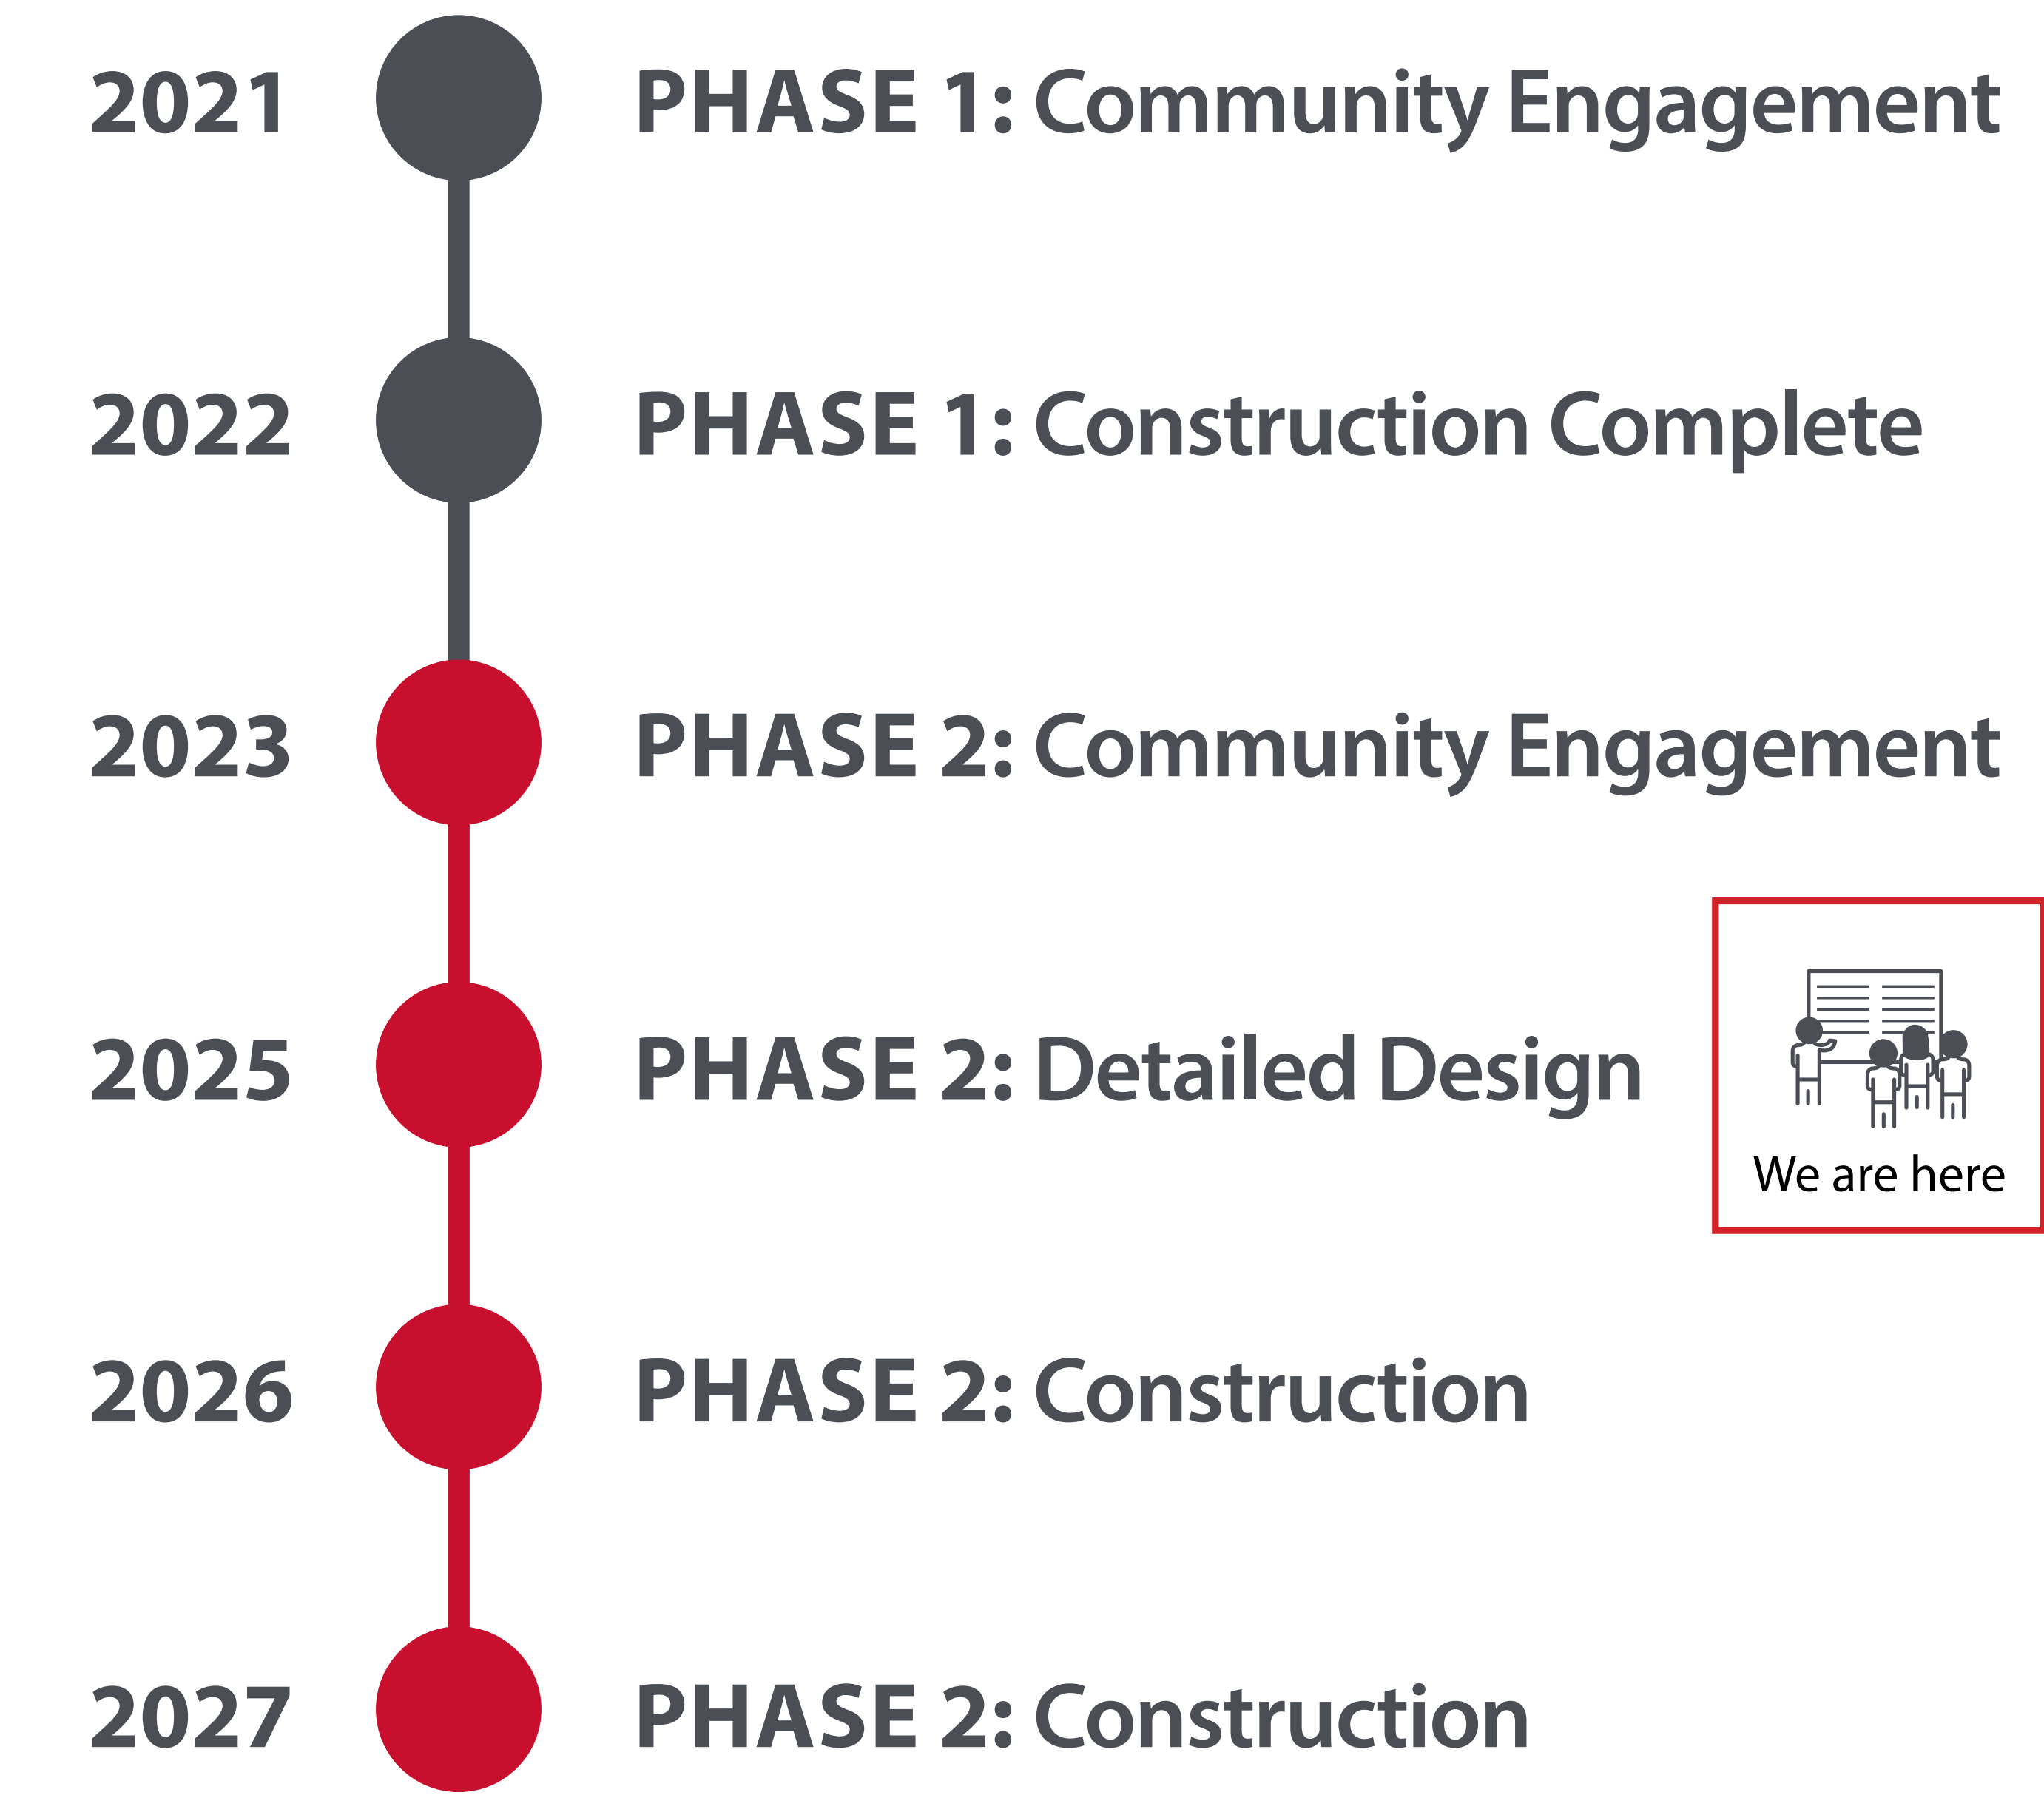 2021 PHASE 1: Community Engagement
2022 PHASE 1: Construction Complete
2023 PHASE 2: Community Engagement
2025 PHASE 2: Detailed Design
We are here
2026 PHASE 2: Construction
2027 PHASE 2: Construction